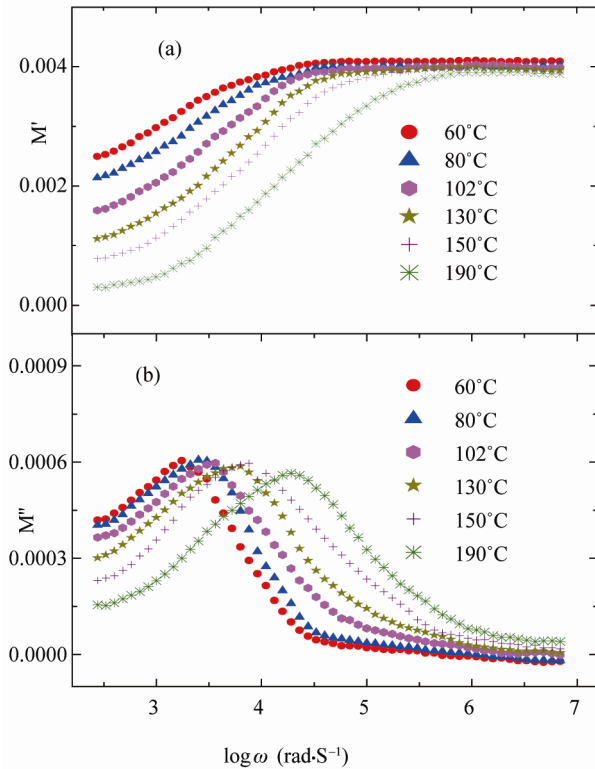 (a)
0.004
0.002
0.000
M'
60˚C
80˚C
102˚C
130˚C
150˚C
190˚C
(b)
0.0009
0.0006
0.0003
0.0000
M"
60˚C
80˚C
102˚C
130˚C
150˚C
190˚C
3 4 5 6 7
log ω (rad·S⁻¹)